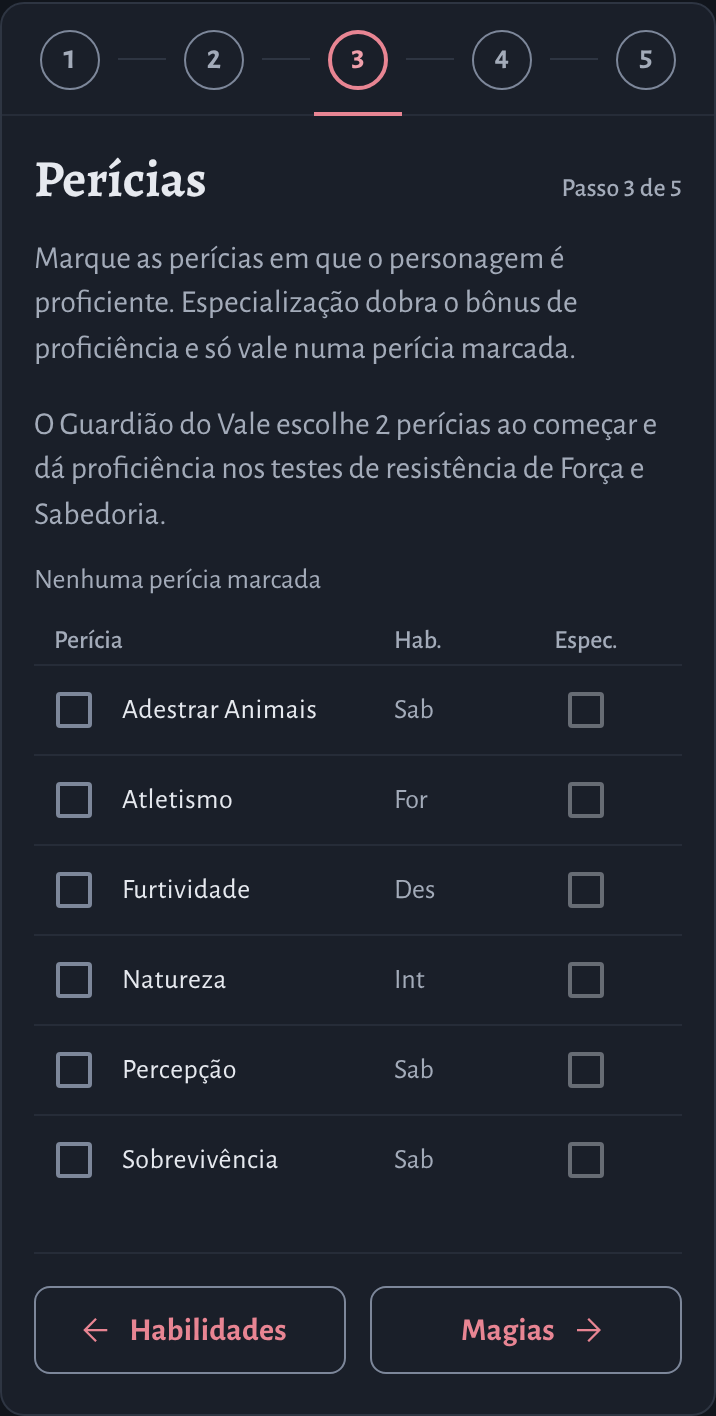 1 2 3 4 5
Perícias
Passo 3 de 5
Marque as perícias em que o personagem é
proficiente. Especialização dobra o bônus de
proficiência e só vale numa perícia marcada.
O Guardião do Vale escolhe 2 perícias ao começar e
dá proficiência nos testes de resistência de Força e
Sabedoria.
Nenhuma perícia marcada
Perícia Hab. Espec.
Adestrar Animais Sab
Atletismo For
Furtividade Des
Natureza Int
Percepção Sab
Sobrevivência Sab
← Habilidades
Magias →